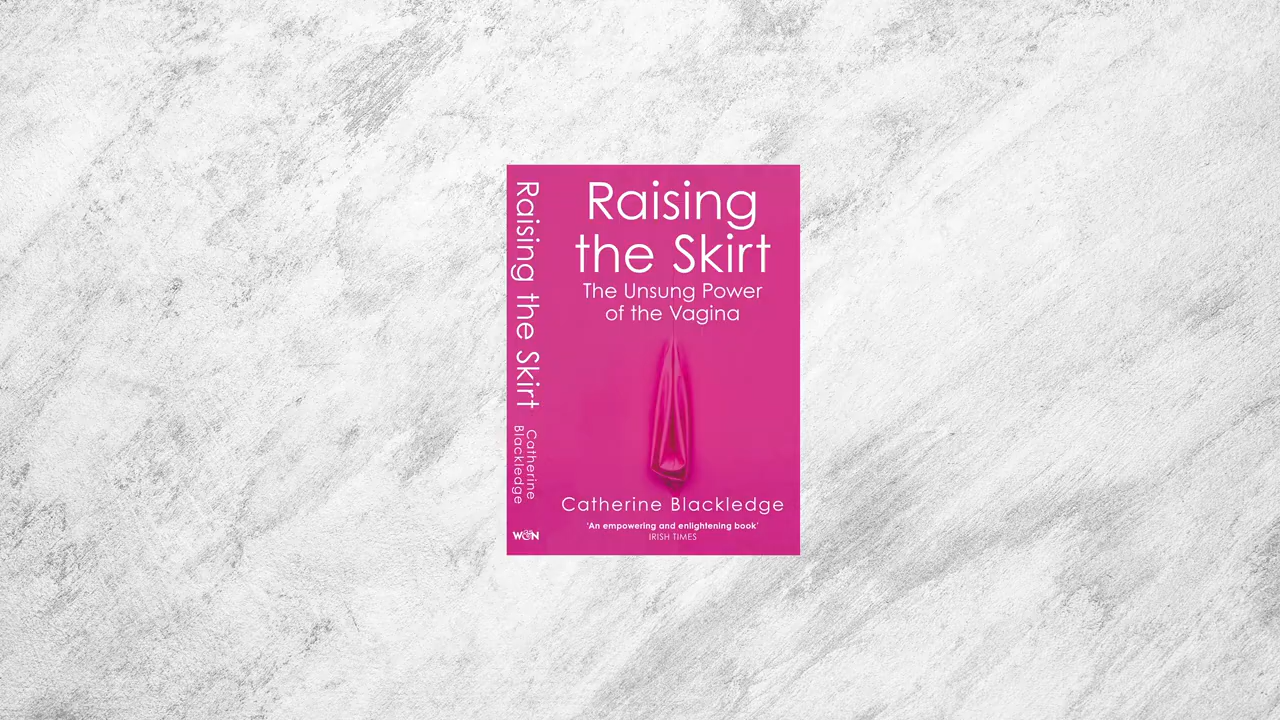 Raising the Skirt
Catherine
Blackledge
Raising
the Skirt
The Unsung Power
of the Vagina
Catherine Blackledge
'An empowering and enlightening book'
IRISH TIMES